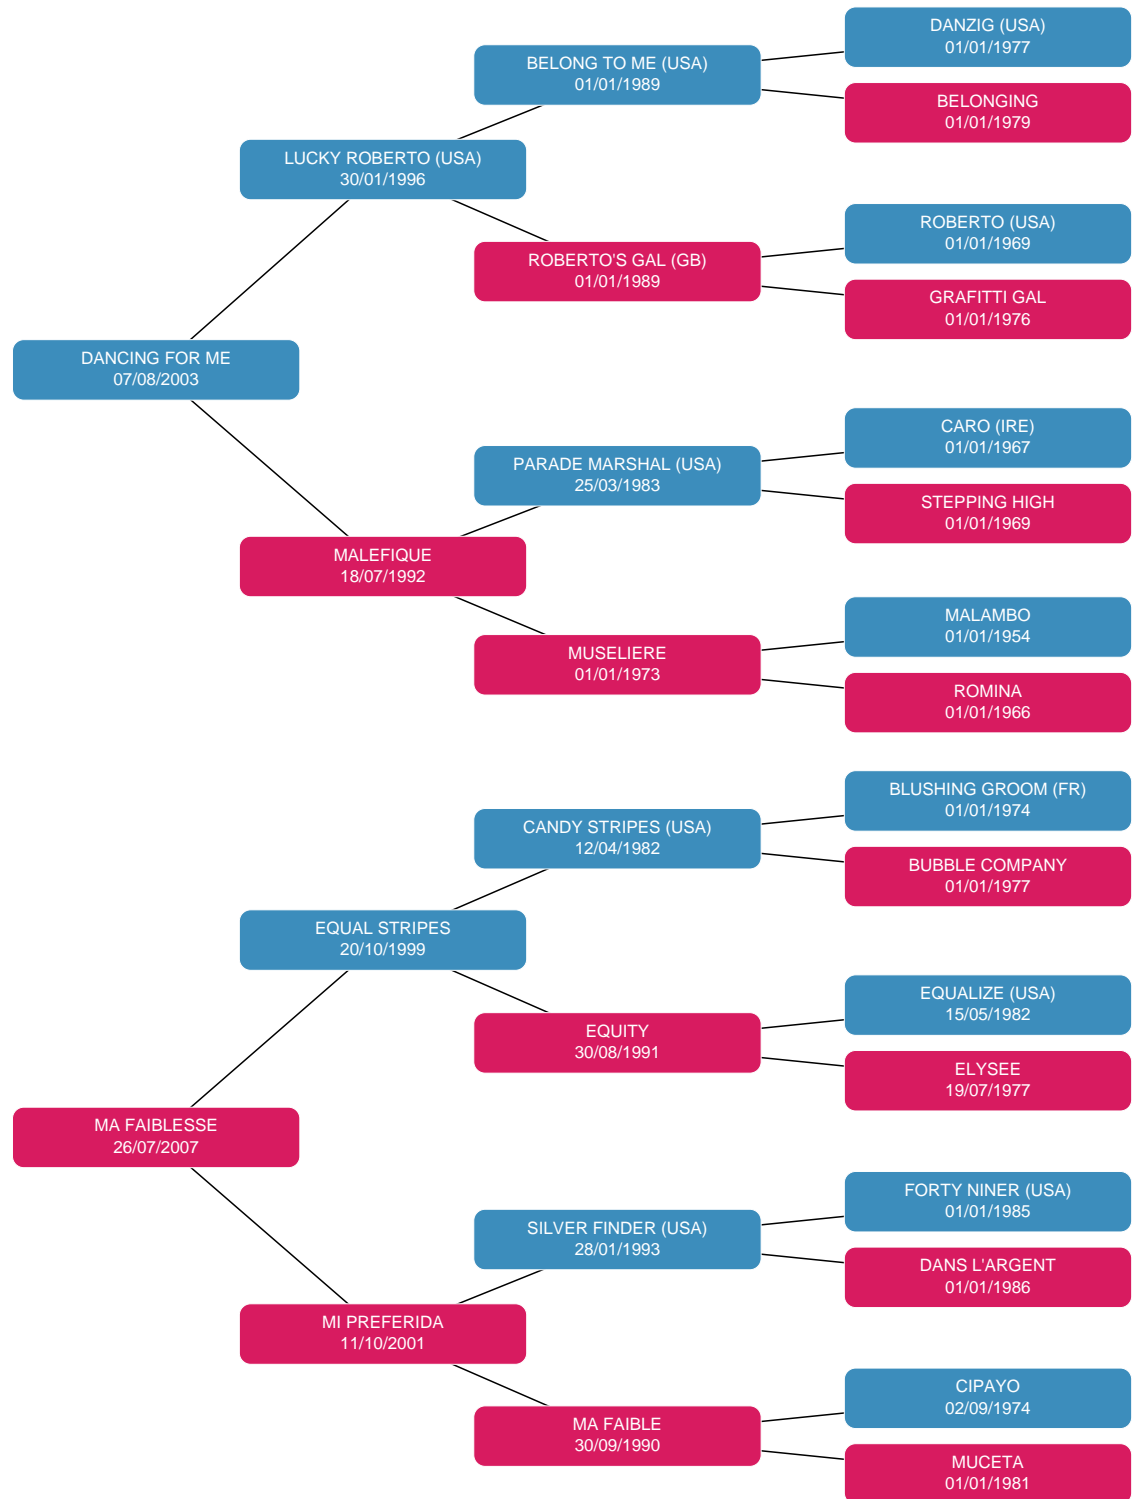 DANZIG (USA)
01/01/1977
BELONG TO ME (USA)
01/01/1989
BELONGING
01/01/1979
LUCKY ROBERTO (USA)
30/01/1996
ROBERTO (USA)
01/01/1969
ROBERTO'S GAL (GB)
01/01/1989
GRAFITTI GAL
01/01/1976
DANCING FOR ME
07/08/2003
CARO (IRE)
01/01/1967
PARADE MARSHAL (USA)
25/03/1983
STEPPING HIGH
01/01/1969
MALEFIQUE
18/07/1992
MALAMBO
01/01/1954
MUSELIERE
01/01/1973
ROMINA
01/01/1966
BLUSHING GROOM (FR)
01/01/1974
CANDY STRIPES (USA)
12/04/1982
BUBBLE COMPANY
01/01/1977
EQUAL STRIPES
20/10/1999
EQUALIZE (USA)
15/05/1982
EQUITY
30/08/1991
ELYSEE
19/07/1977
MA FAIBLESSE
26/07/2007
FORTY NINER (USA)
01/01/1985
SILVER FINDER (USA)
28/01/1993
DANS L'ARGENT
01/01/1986
MI PREFERIDA
11/10/2001
CIPAYO
02/09/1974
MA FAIBLE
30/09/1990
MUCETA
01/01/1981